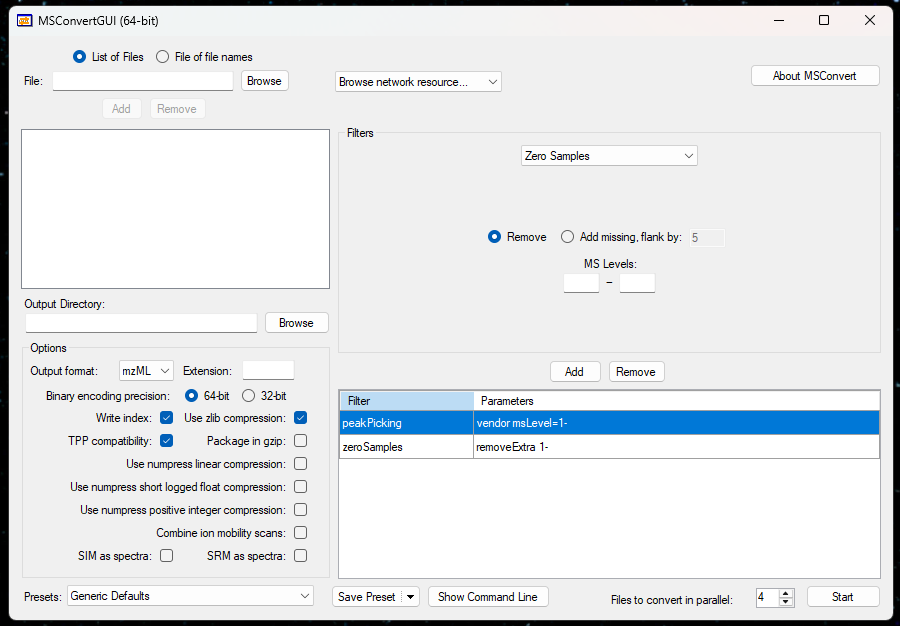 MSConvertGUI (64-bit)
List of Files File of file names
File: Browse Browse network resource... About MSConvert
Add Remove
Filters
Zero Samples
Remove Add missing, flank by: 5
MS Levels:
–
Output Directory:
Browse
Options
Output format: mzML Extension:
Binary encoding precision: 64-bit 32-bit
Write index: Use zlib compression:
TPP compatibility: Package in gzip:
Use numpress linear compression:
Use numpress short logged float compression:
Use numpress positive integer compression:
Combine ion mobility scans:
SIM as spectra: SRM as spectra:
Add Remove
Filter Parameters
peakPicking vendor msLevel=1-
zeroSamples removeExtra 1-
Presets: Generic Defaults Save Preset Show Command Line Files to convert in parallel: 4 Start